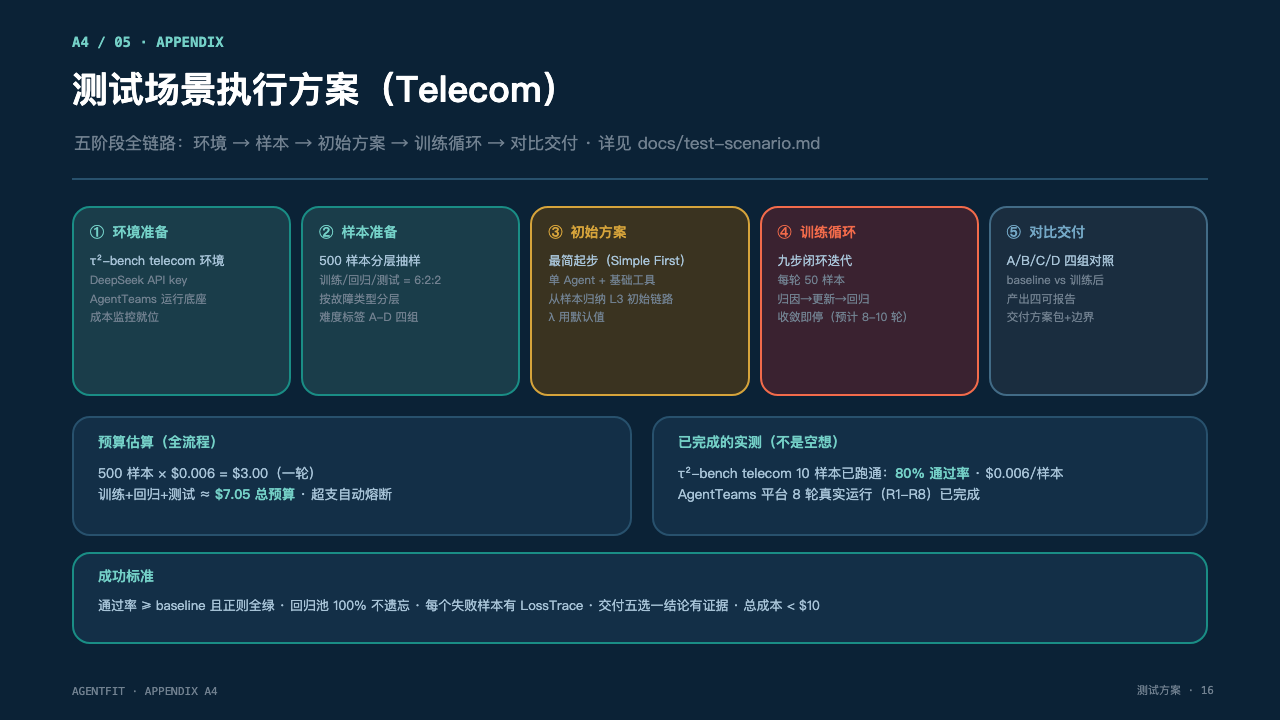 A4 / 05 · APPENDIX
测试场景执行方案（Telecom）
五阶段全链路：环境 → 样本 → 初始方案 → 训练循环 → 对比交付 · 详见 docs/test-scenario.md
① 环境准备
τ²-bench telecom 环境
DeepSeek API key
AgentTeams 运行底座
成本监控就位
② 样本准备
500 样本分层抽样
训练/回归/测试 = 6:2:2
按故障类型分层
难度标签 A-D 四组
③ 初始方案
最简起步（Simple First）
单 Agent + 基础工具
从样本归纳 L3 初始链路
λ 用默认值
④ 训练循环
九步闭环迭代
每轮 50 样本
归因→更新→回归
收敛即停（预计 8-10 轮）
⑤ 对比交付
A/B/C/D 四组对照
baseline vs 训练后
产出四可报告
交付方案包+边界
预算估算（全流程）
500 样本 × $0.006 = $3.00（一轮）
训练+回归+测试 ≈ $7.05 总预算 · 超支自动熔断
已完成的实测（不是空想）
τ²-bench telecom 10 样本已跑通：80% 通过率 · $0.006/样本
AgentTeams 平台 8 轮真实运行（R1-R8）已完成
成功标准
通过率 ≥ baseline 且正则全绿 · 回归池 100% 不遗忘 · 每个失败样本有 LossTrace · 交付五选一结论有证据 · 总成本 < $10
AGENTFIT · APPENDIX A4
测试方案 · 16